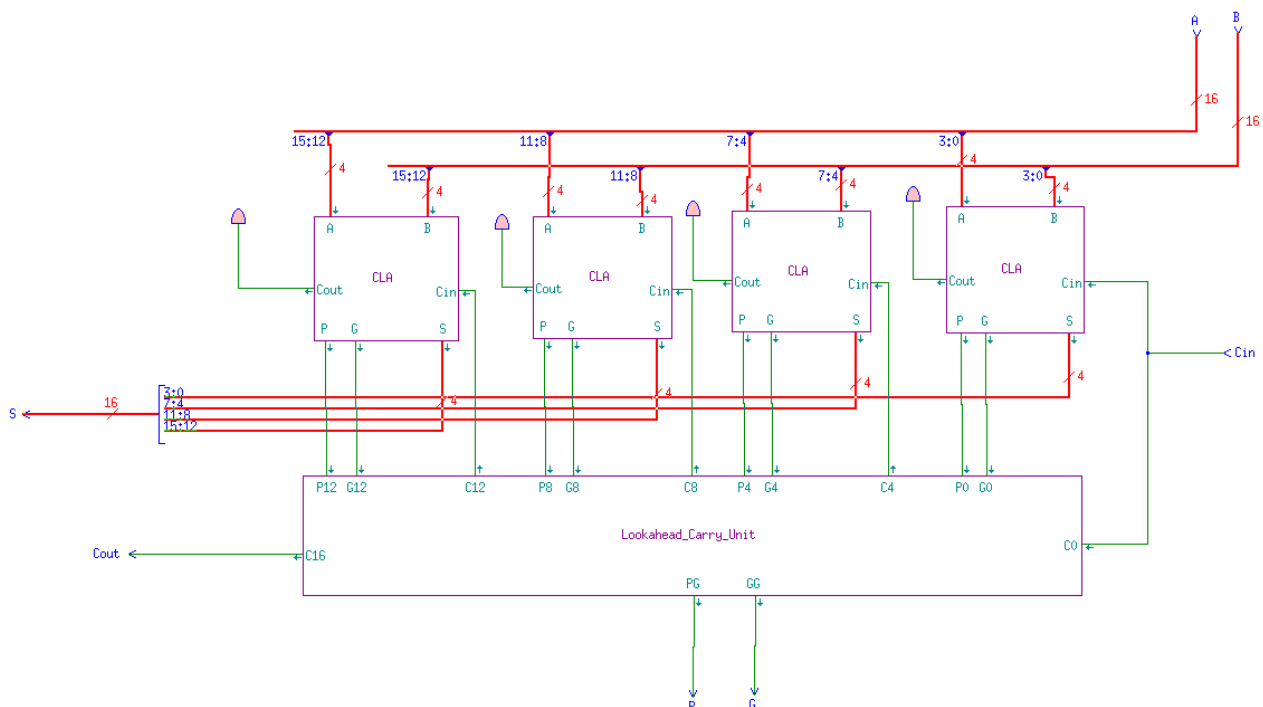 A B
16
16
15:12 11:8 7:4 3:0
4 4 4 4
15:12 11:8 7:4 3:0
4 4 4 4
A B A B A B A B
CLA CLA CLA CLA
Cout Cin Cout Cin Cout Cin Cout Cin
P G S P G S P G S P G S
Cin
4 4 4 4
S 16
3:0
7:4
11:8
15:12
P12 G12 C12 P8 G8 C8 P4 G4 C4 P0 G0
Lookahead_Carry_Unit
Cout C16 C0
PG GG
P G